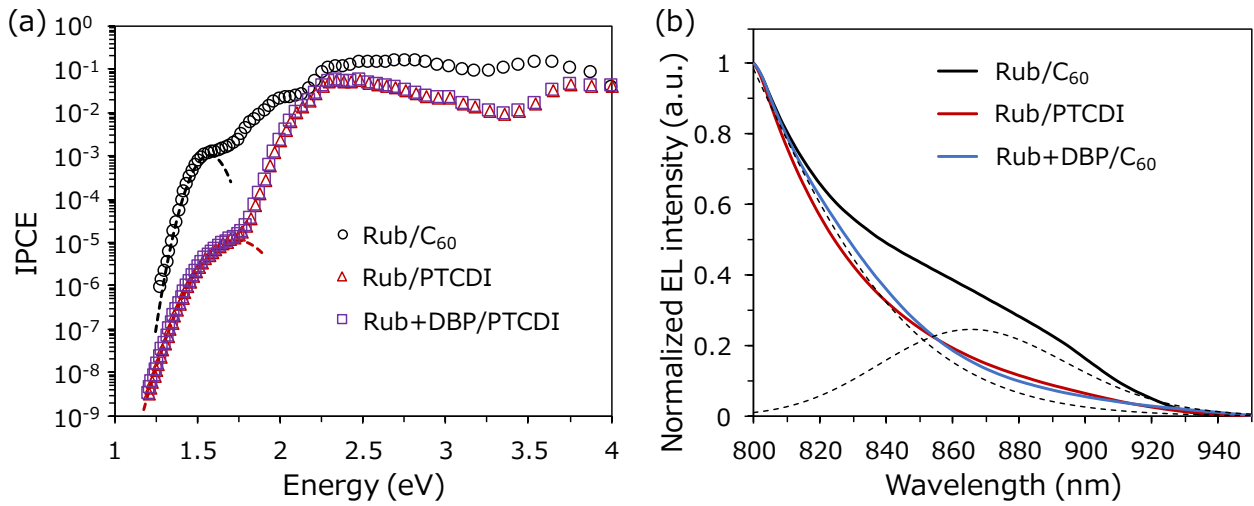 (a)
IPCE
10⁰
10⁻¹
10⁻²
10⁻³
10⁻⁴
10⁻⁵
10⁻⁶
10⁻⁷
10⁻⁸
10⁻⁹
Rub/C₆₀
Rub/PTCDI
Rub+DBP/PTCDI
1 1.5 2 2.5 3 3.5 4
Energy (eV)
(b)
Normalized EL intensity (a.u.)
1
0.8
0.6
0.4
0.2
0
Rub/C₆₀
Rub/PTCDI
Rub+DBP/C₆₀
800 820 840 860 880 900 920 940
Wavelength (nm)